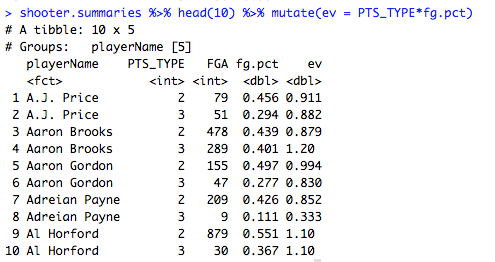 > shooter.summaries %>% head(10) %>% mutate(ev = PTS_TYPE*fg.pct)
# A tibble: 10 x 5
# Groups:   playerName [5]
   playerName    PTS_TYPE   FGA fg.pct    ev
   <fct>            <int> <int>  <dbl> <dbl>
 1 A.J. Price           2    79  0.456 0.911
 2 A.J. Price           3    51  0.294 0.882
 3 Aaron Brooks         2   478  0.439 0.879
 4 Aaron Brooks         3   289  0.401 1.20
 5 Aaron Gordon         2   155  0.497 0.994
 6 Aaron Gordon         3    47  0.277 0.830
 7 Adreian Payne        2   209  0.426 0.852
 8 Adreian Payne        3     9  0.111 0.333
 9 Al Horford           2   879  0.551 1.10
10 Al Horford           3    30  0.367 1.10